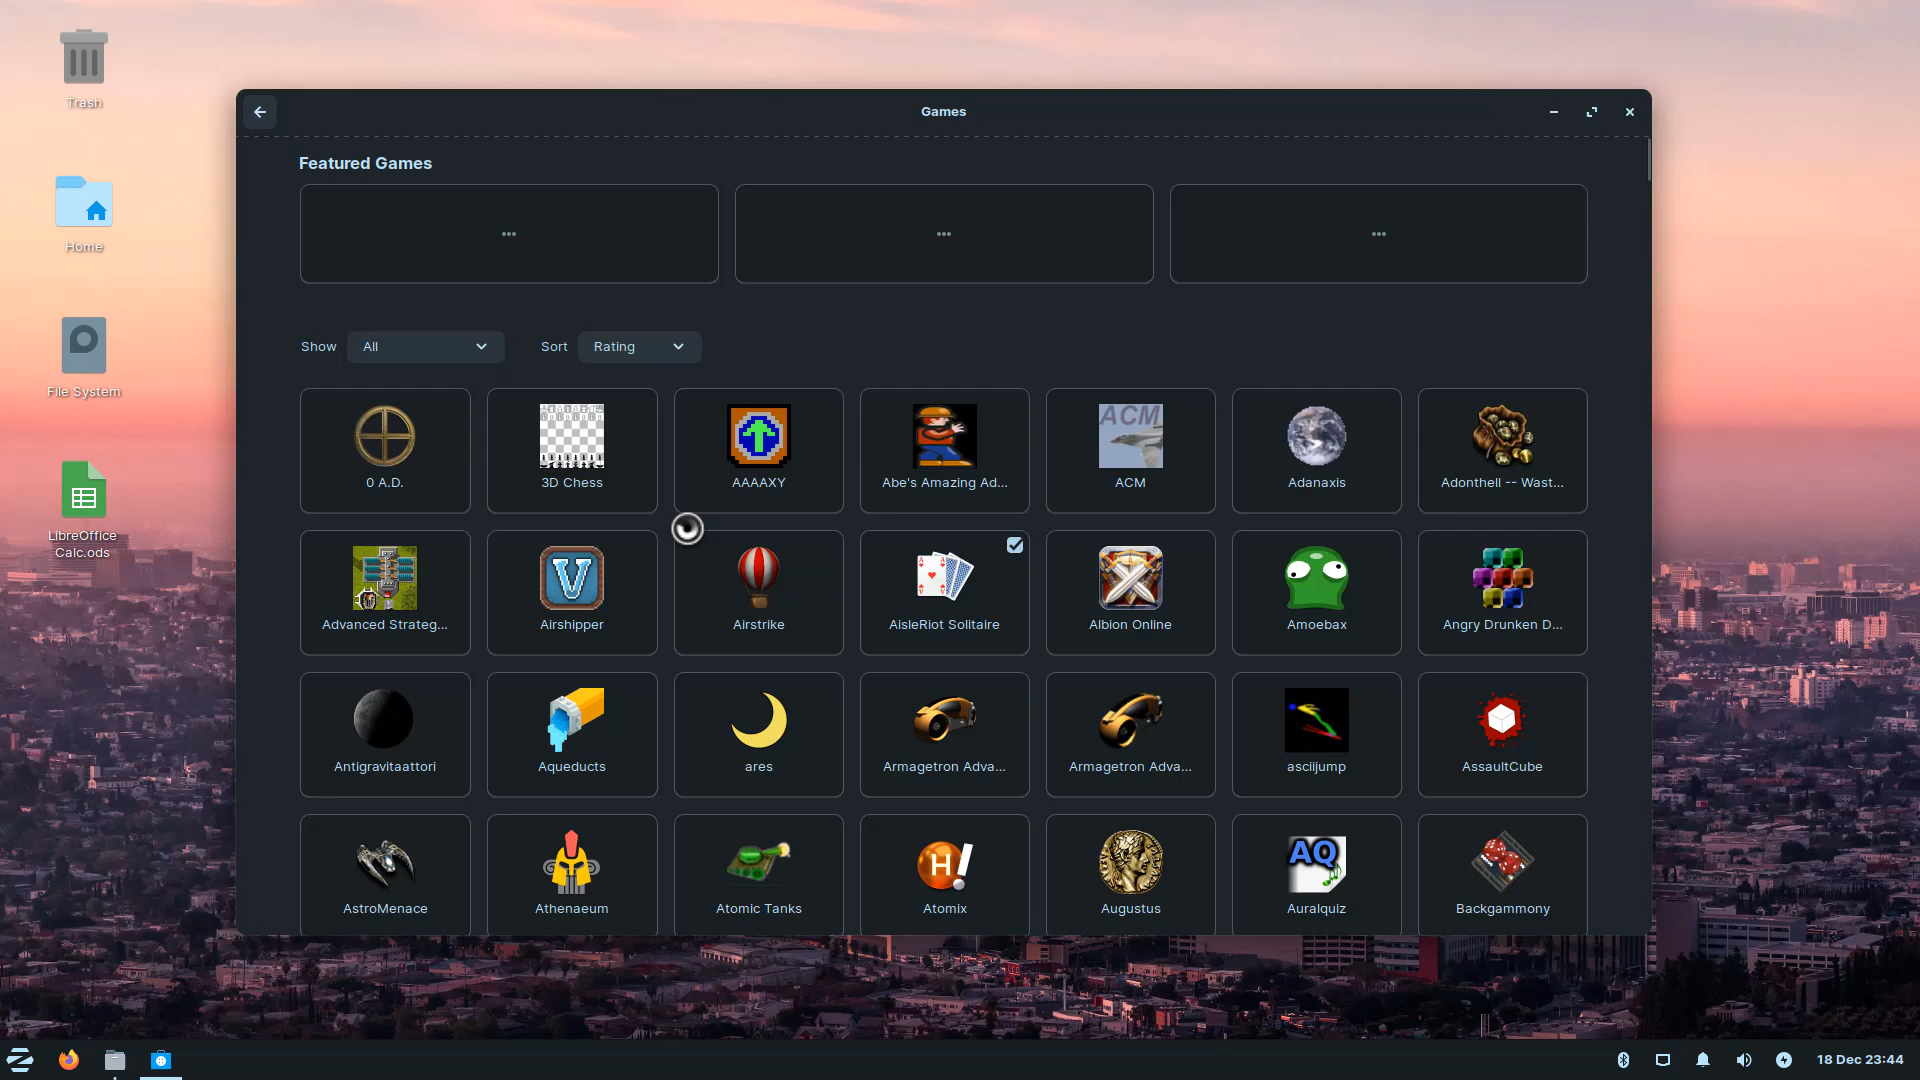 Trash
Home
File System
LibreOffice
Calc.ods
Games
Featured Games
Show
All
Sort
Rating
0 A.D.
3D Chess
AAAAXY
Abe's Amazing Ad...
ACM
ACM
Adanaxis
Adonthell -- Wast...
Advanced Strateg...
V
Airshipper
Airstrike
AisleRiot Solitaire
Albion Online
Amoebax
Angry Drunken D...
Antigravitaattori
Aqueducts
ares
Armagetron Adva...
Armagetron Adva...
asciijump
AssaultCube
AstroMenace
Athenaeum
Atomic Tanks
H!
Atomix
Augustus
AQ
Auralquiz
Backgammony
18 Dec 23:44